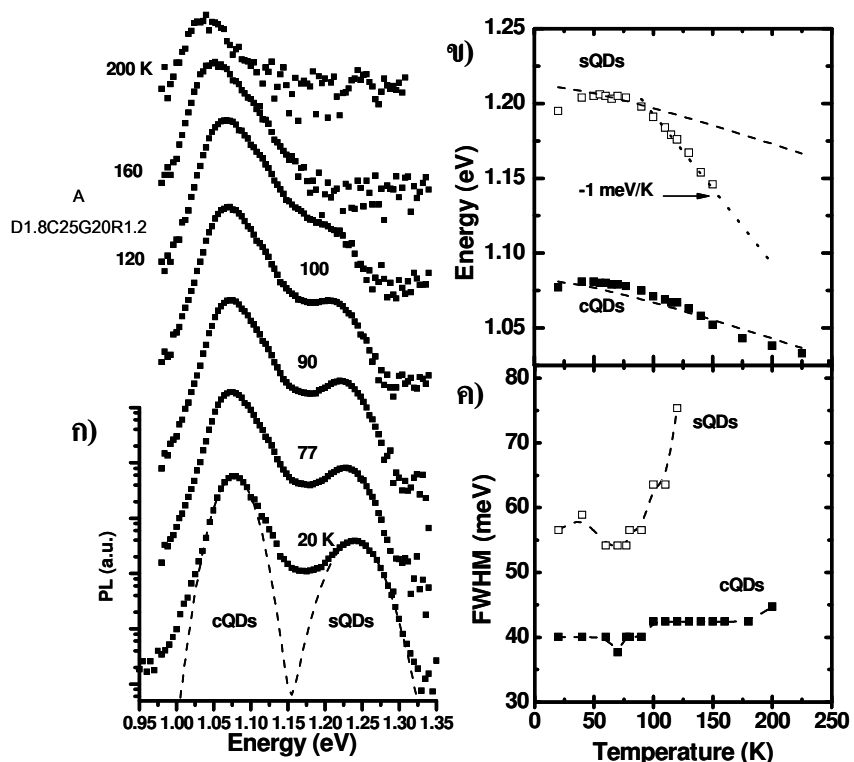 200 K
160
A
D1.8C25G20R1.2
120
100
90
77
20 K
ก)
PL (a.u.)
cQDs
sQDs
0.95 1.00 1.05 1.10 1.15 1.20 1.25 1.30 1.35
Energy (eV)
ข)
1.25
1.20
1.15
1.10
1.05
Energy (eV)
sQDs
-1 meV/K
cQDs
ค)
80
70
60
50
40
30
FWHM (meV)
sQDs
cQDs
0 50 100 150 200 250
Temperature (K)